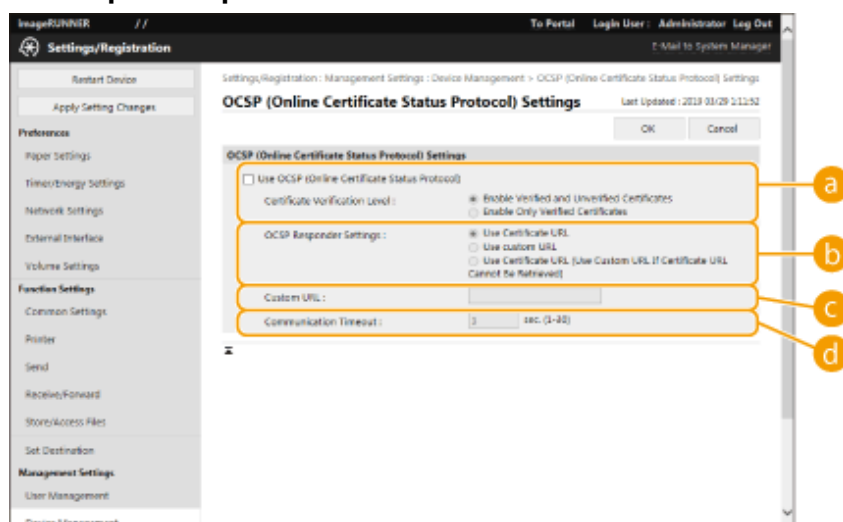 ImageRUNNER / /
To Portal Login User : Administrator Log Out
Settings/Registration
E-Mail to System Manager
Restart Device
Apply Setting Changes
Settings/Registration : Management Settings : Device Management > OCSP (Online Certificate Status Protocol) Settings
OCSP (Online Certificate Status Protocol) Settings
Last Updated : 2019 03/29 2:12:52
OK Cancel
Preferences
Paper Settings
Timer/Energy Settings
Network Settings
External Interface
Volume Settings
Function Settings
Common Settings
Printer
Send
Receive/Forward
Store/Access Files
Set Destination
Management Settings
User Management
Device Management
OCSP (Online Certificate Status Protocol) Settings
Use OCSP (Online Certificate Status Protocol)
Certificate Verification Level : Enable Verified and Unverified Certificates
Enable Only Verified Certificates
a
OCSP Responder Settings : Use Certificate URL
Use custom URL
Use Certificate URL (Use Custom URL If Certificate URL
Cannot Be Retrieved)
b
Custom URL :
c
Communication Timeout : 3 sec. (1-30)
d